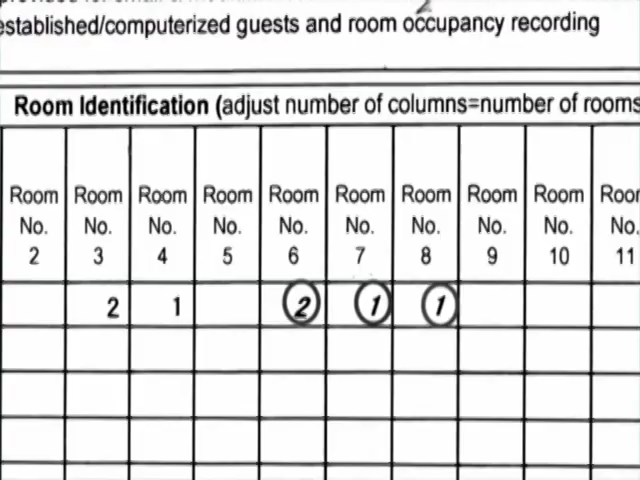 established/computerized guests and room occupancy recording
Room Identification (adjust number of columns=number of rooms
Room No. 2 Room No. 3 Room No. 4 Room No. 5 Room No. 6 Room No. 7 Room No. 8 Room No. 9 Room No. 10 Room No. 11
2 1 2 1 1